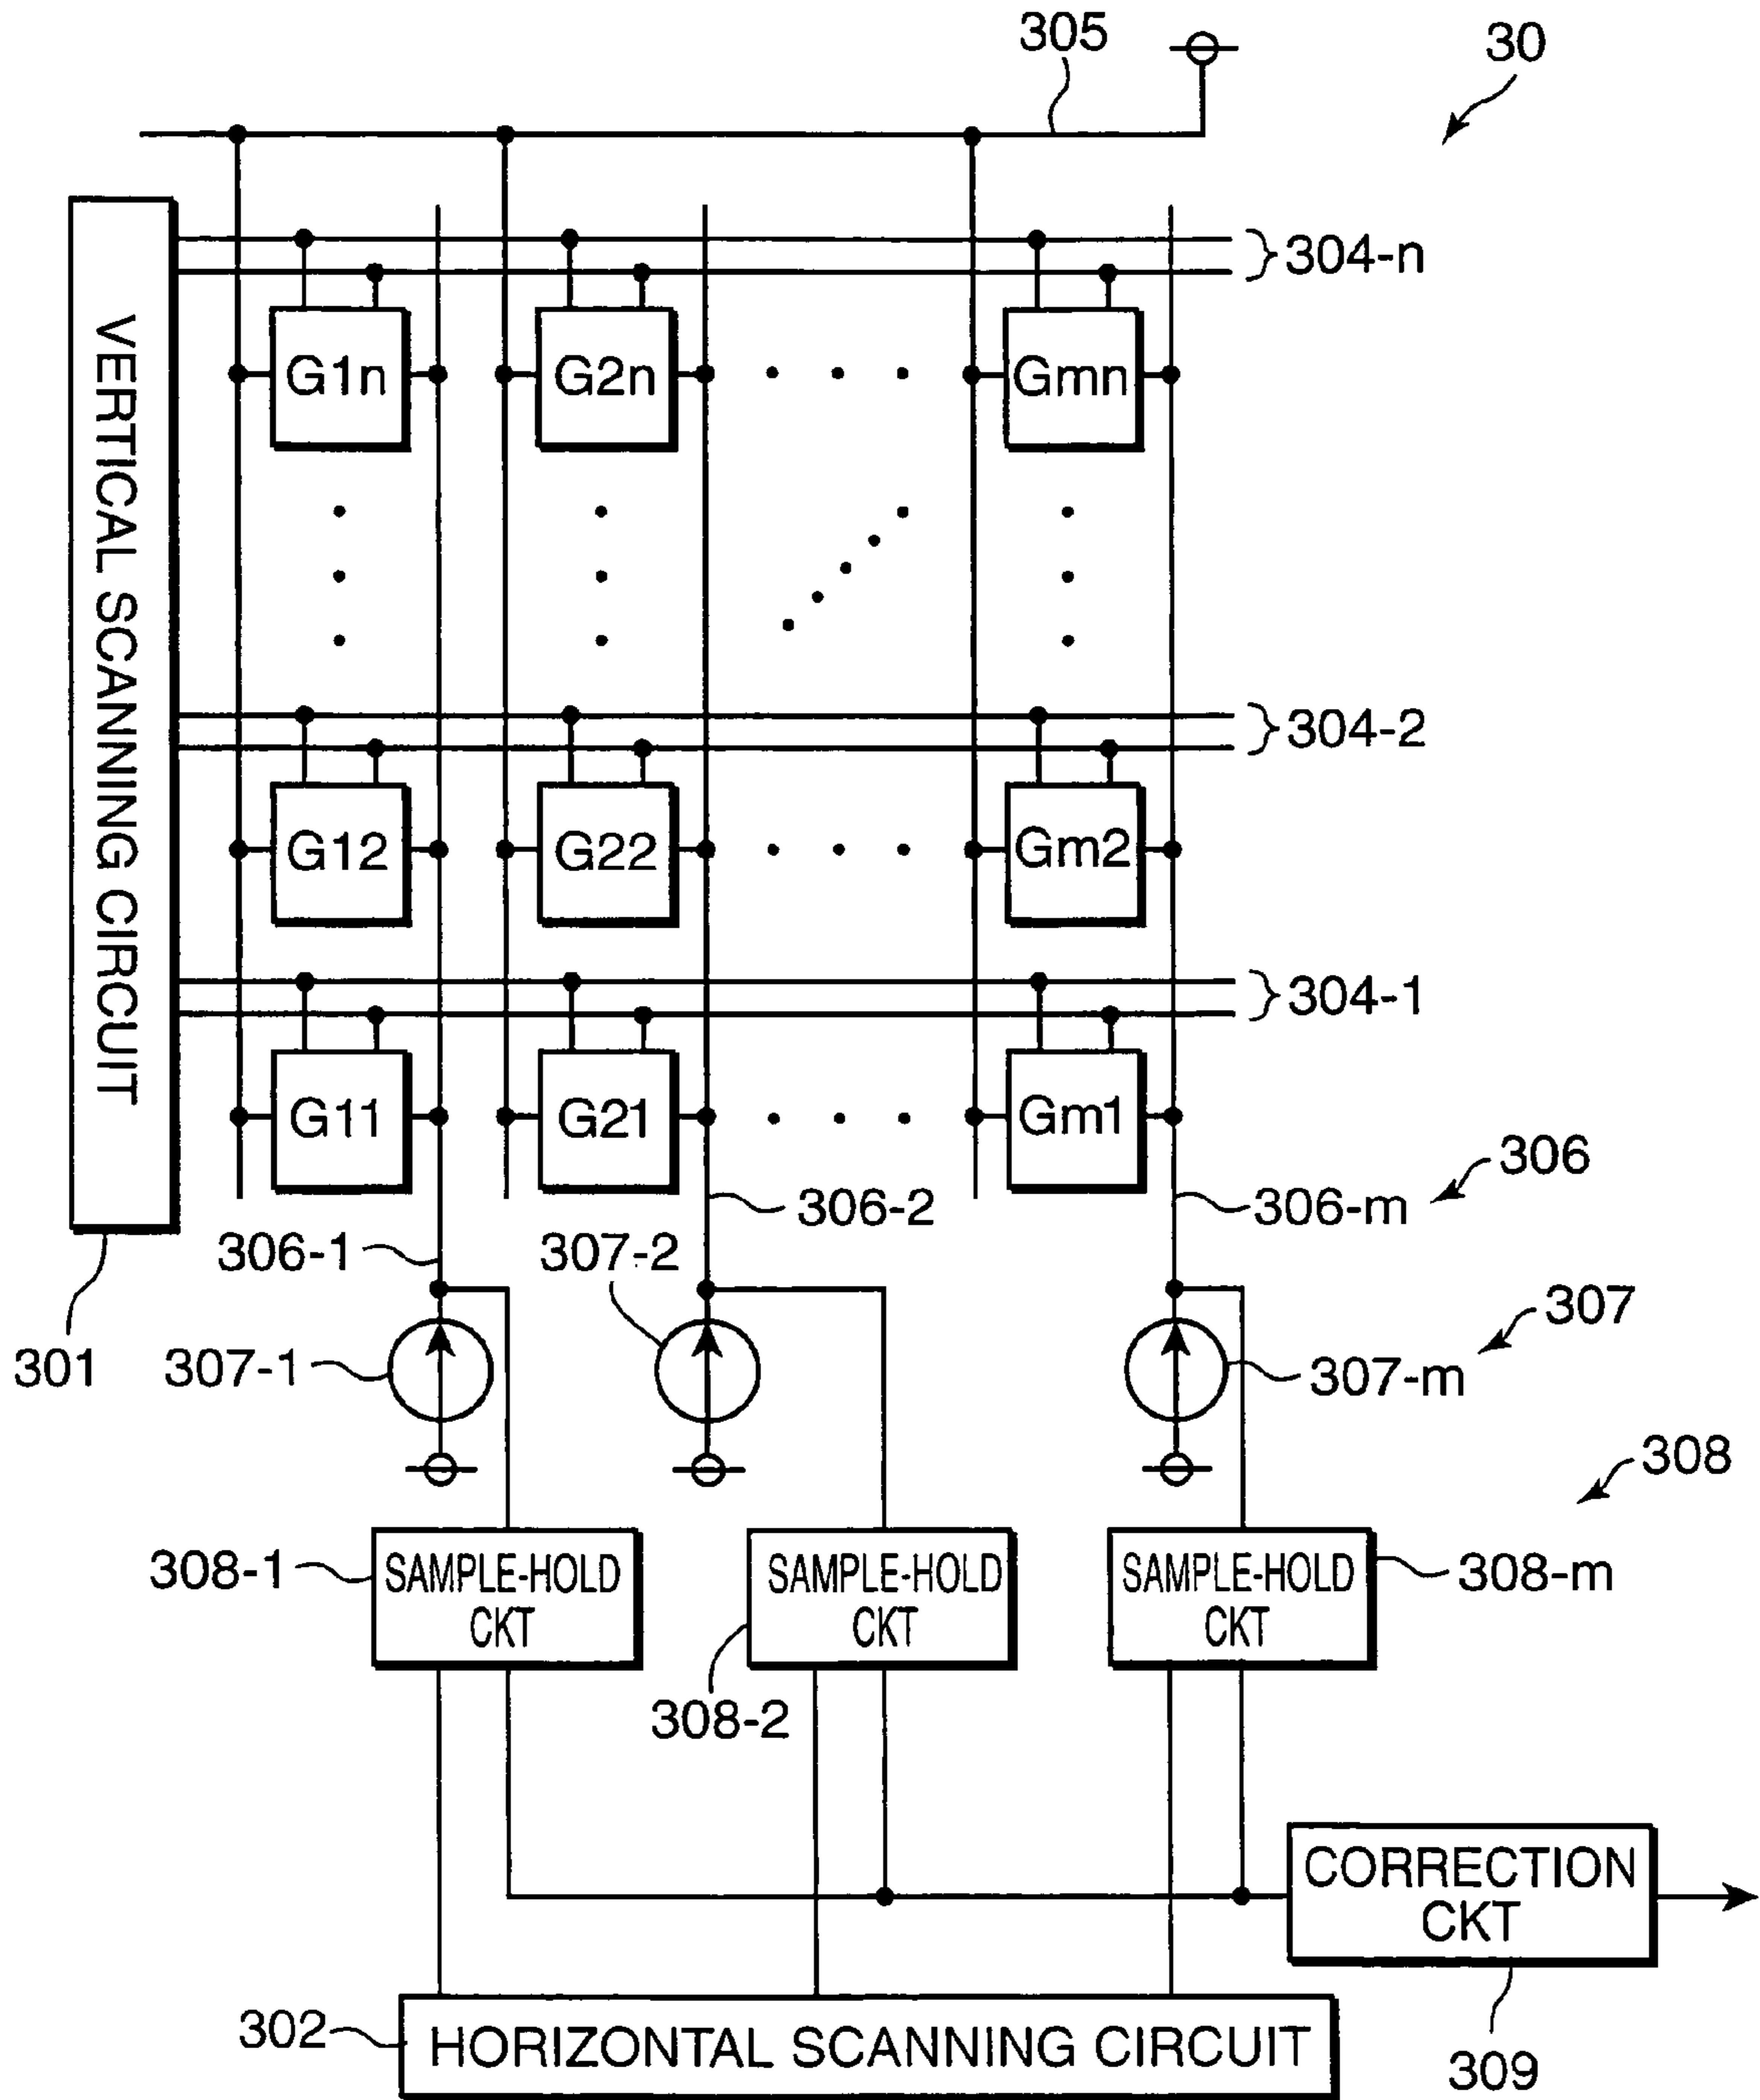 305
30
304-n
G1n
G2n
Gmn
VERTICAL SCANNING CIRCUIT
304-2
G12
G22
Gm2
304-1
G11
G21
Gm1
306
306-1
306-2
306-m
307-2
307
301
307-1
307-m
308
308-1
SAMPLE-HOLD
CKT
SAMPLE-HOLD
CKT
SAMPLE-HOLD
CKT
308-m
308-2
CORRECTION
CKT
302
HORIZONTAL SCANNING CIRCUIT
309